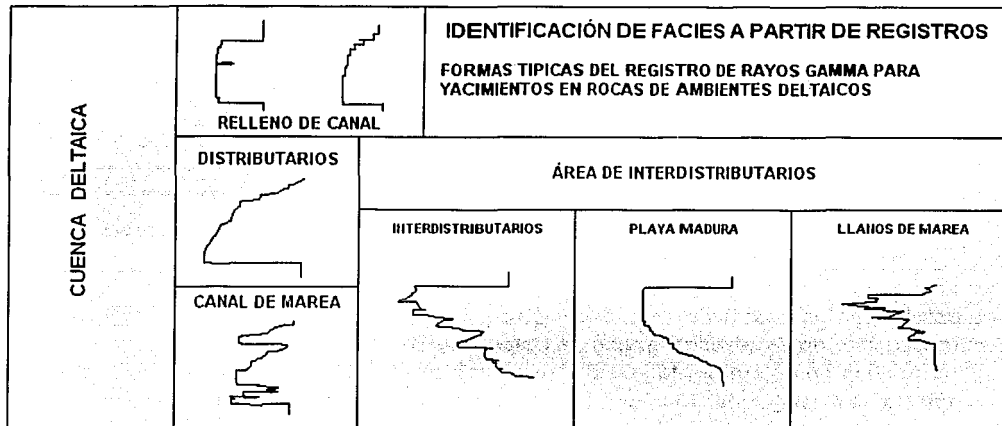 CUENCA DELTAICA
RELLENO DE CANAL
IDENTIFICACIÓN DE FACIES A PARTIR DE REGISTROS
FORMAS TIPICAS DEL REGISTRO DE RAYOS GAMMA PARA
YACIMIENTOS EN ROCAS DE AMBIENTES DELTAICOS
DISTRIBUTARIOS
ÁREA DE INTERDISTRIBUTARIOS
CANAL DE MAREA
INTERDISTRIBUTARIOS
PLAYA MADURA
LLANOS DE MAREA